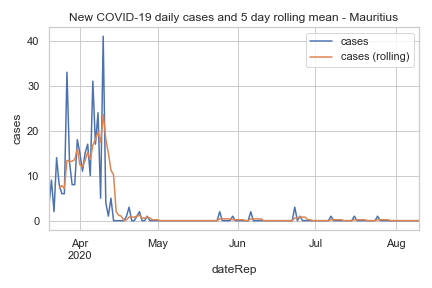 New COVID-19 daily cases and 5 day rolling mean - Mauritius
cases
cases (rolling)
cases
40
30
20
10
0
Apr
2020
May
Jun
Jul
Aug
dateRep